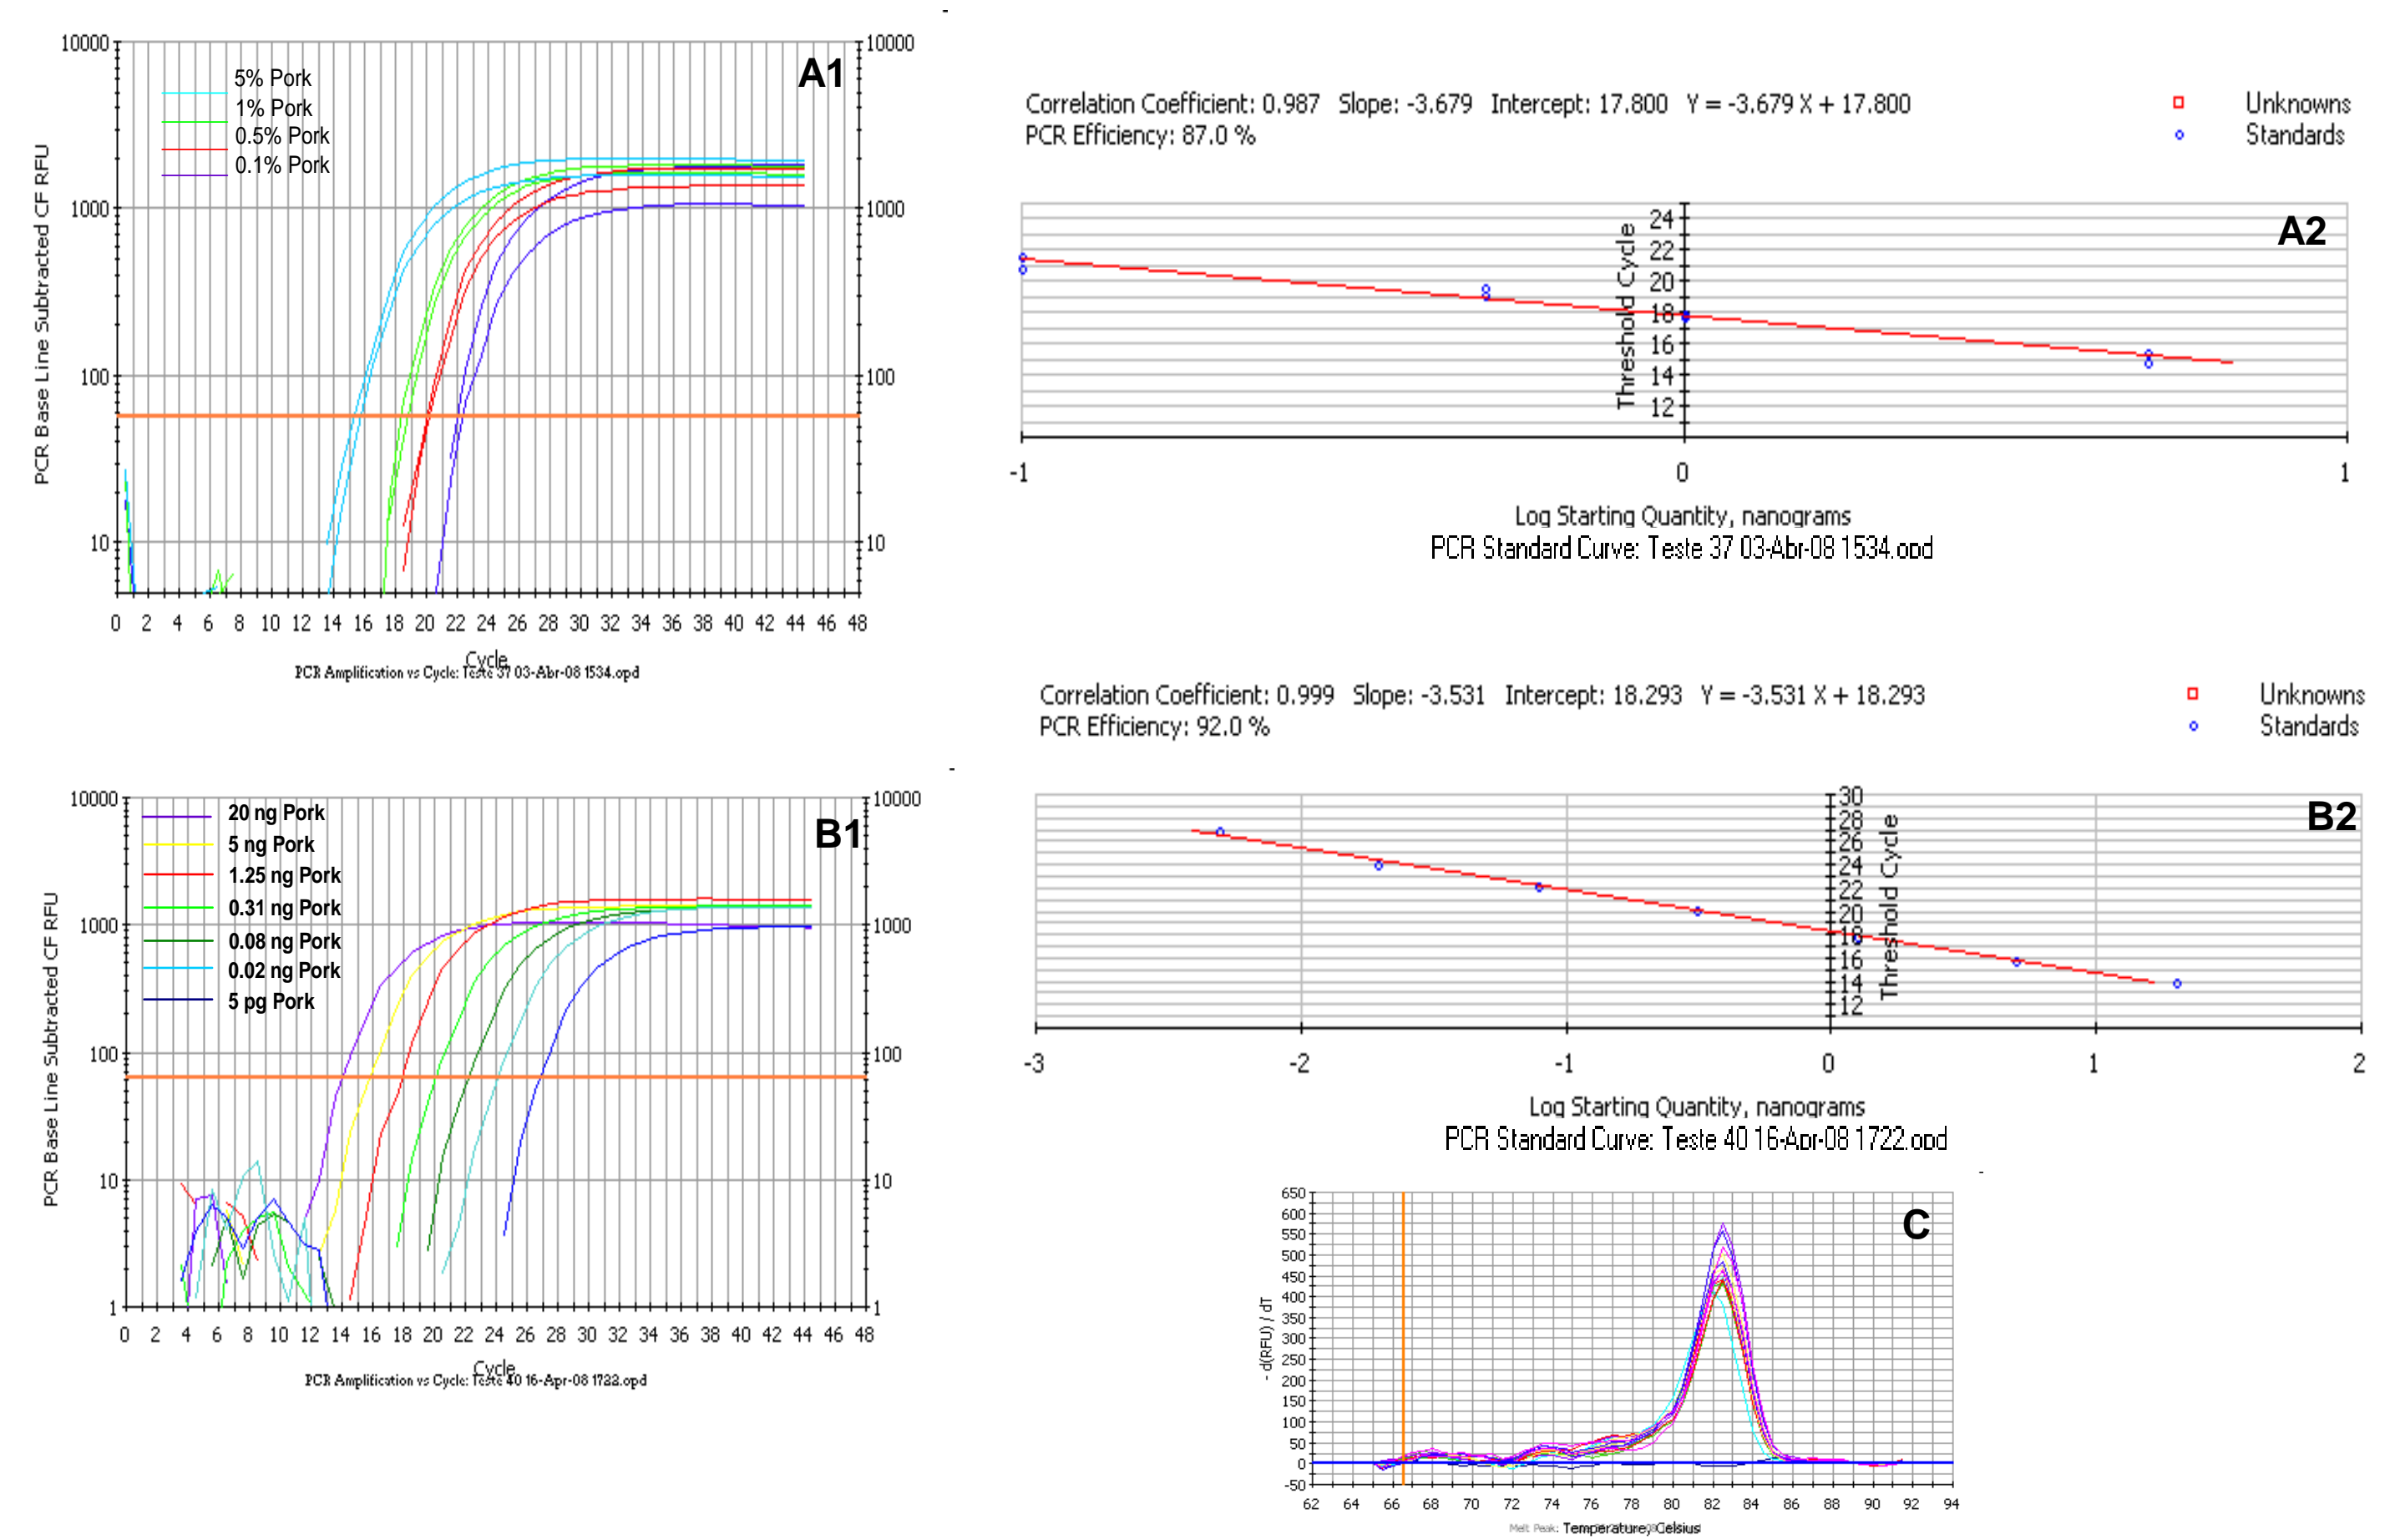 A1
10000
1000
100
10
10000
1000
100
10
5% Pork
1% Pork
0.5% Pork
0.1% Pork
PCR Base Line Subtracted CF RFU
0 2 4 6 8 10 12 14 16 18 20 22 24 26 28 30 32 34 36 38 40 42 44 46 48
Cycle
PCR Amplification vs Cycle: Teste 37 03-Abr-08 1534.opd
Correlation Coefficient: 0.987 Slope: -3.679 Intercept: 17.800 Y = -3.679 X + 17.800
PCR Efficiency: 87.0 %
Unknowns
Standards
A2
Threshold Cycle
24
22
20
18
16
14
12
-1 0 1
Log Starting Quantity, nanograms
PCR Standard Curve: Teste 37 03-Abr-08 1534.opd
B1
10000
1000
100
10
1
10000
1000
100
10
1
20 ng Pork
5 ng Pork
1.25 ng Pork
0.31 ng Pork
0.08 ng Pork
0.02 ng Pork
5 pg Pork
PCR Base Line Subtracted CF RFU
0 2 4 6 8 10 12 14 16 18 20 22 24 26 28 30 32 34 36 38 40 42 44 46 48
Cycle
PCR Amplification vs Cycle: Teste 40 16-Apr-08 1722.opd
Correlation Coefficient: 0.999 Slope: -3.531 Intercept: 18.293 Y = -3.531 X + 18.293
PCR Efficiency: 92.0 %
Unknowns
Standards
B2
Threshold Cycle
30
28
26
24
22
20
18
16
14
12
-3 -2 -1 0 1 2
Log Starting Quantity, nanograms
PCR Standard Curve: Teste 40 16-Apr-08 1722.opd
C
650
600
550
500
450
400
350
300
250
200
150
100
50
0
-50
- d(RFU) / dT
62 64 66 68 70 72 74 76 78 80 82 84 86 88 90 92 94
Melt Peak: Temperature, Celsius